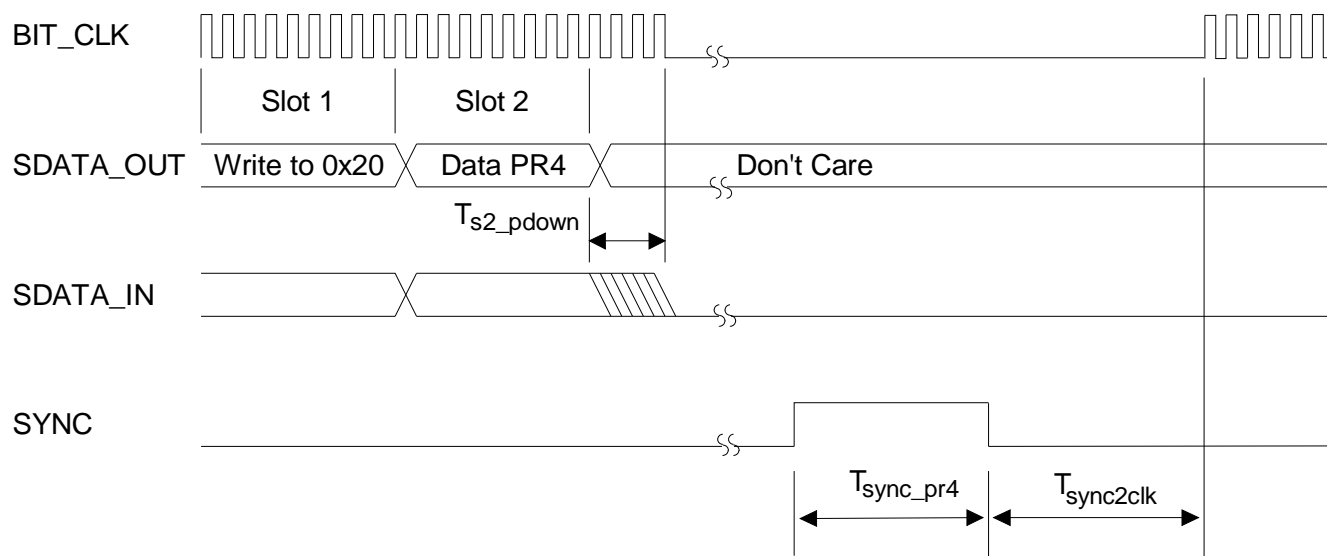 BIT_CLK
Slot 1 Slot 2
SDATA_OUT Write to 0x20 Data PR4 Don't Care
Ts2_pdown
SDATA_IN
SYNC
Tsync_pr4 Tsync2clk